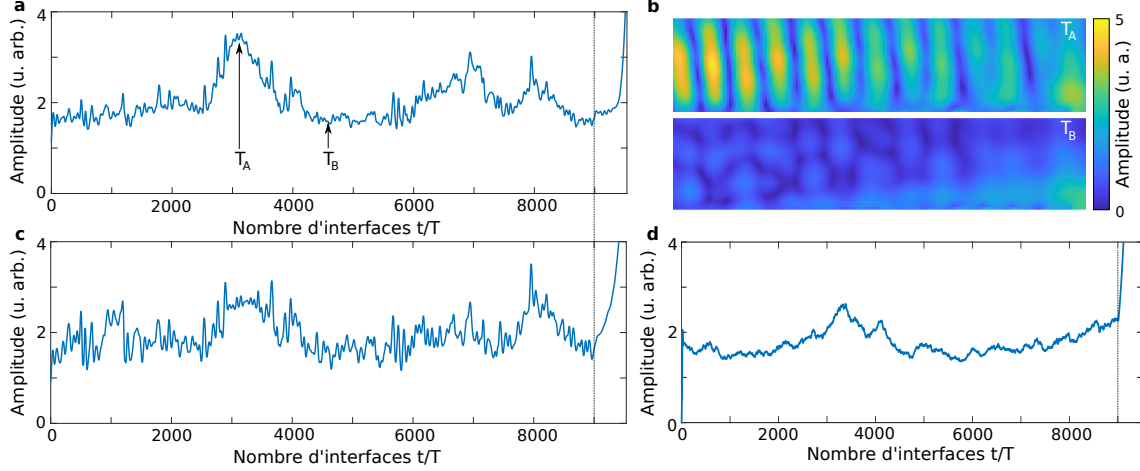 a
4
2
0
Amplitude (u. arb.)
T_A
T_B
0 2000 4000 6000 8000
Nombre d'interfaces t/T
b
T_A
T_B
5
0
Amplitude (u. a.)
c
4
2
0
Amplitude (u. arb.)
0 2000 4000 6000 8000
Nombre d'interfaces t/T
d
4
2
0
Amplitude (u. arb.)
0 2000 4000 6000 8000
Nombre d'interfaces t/T